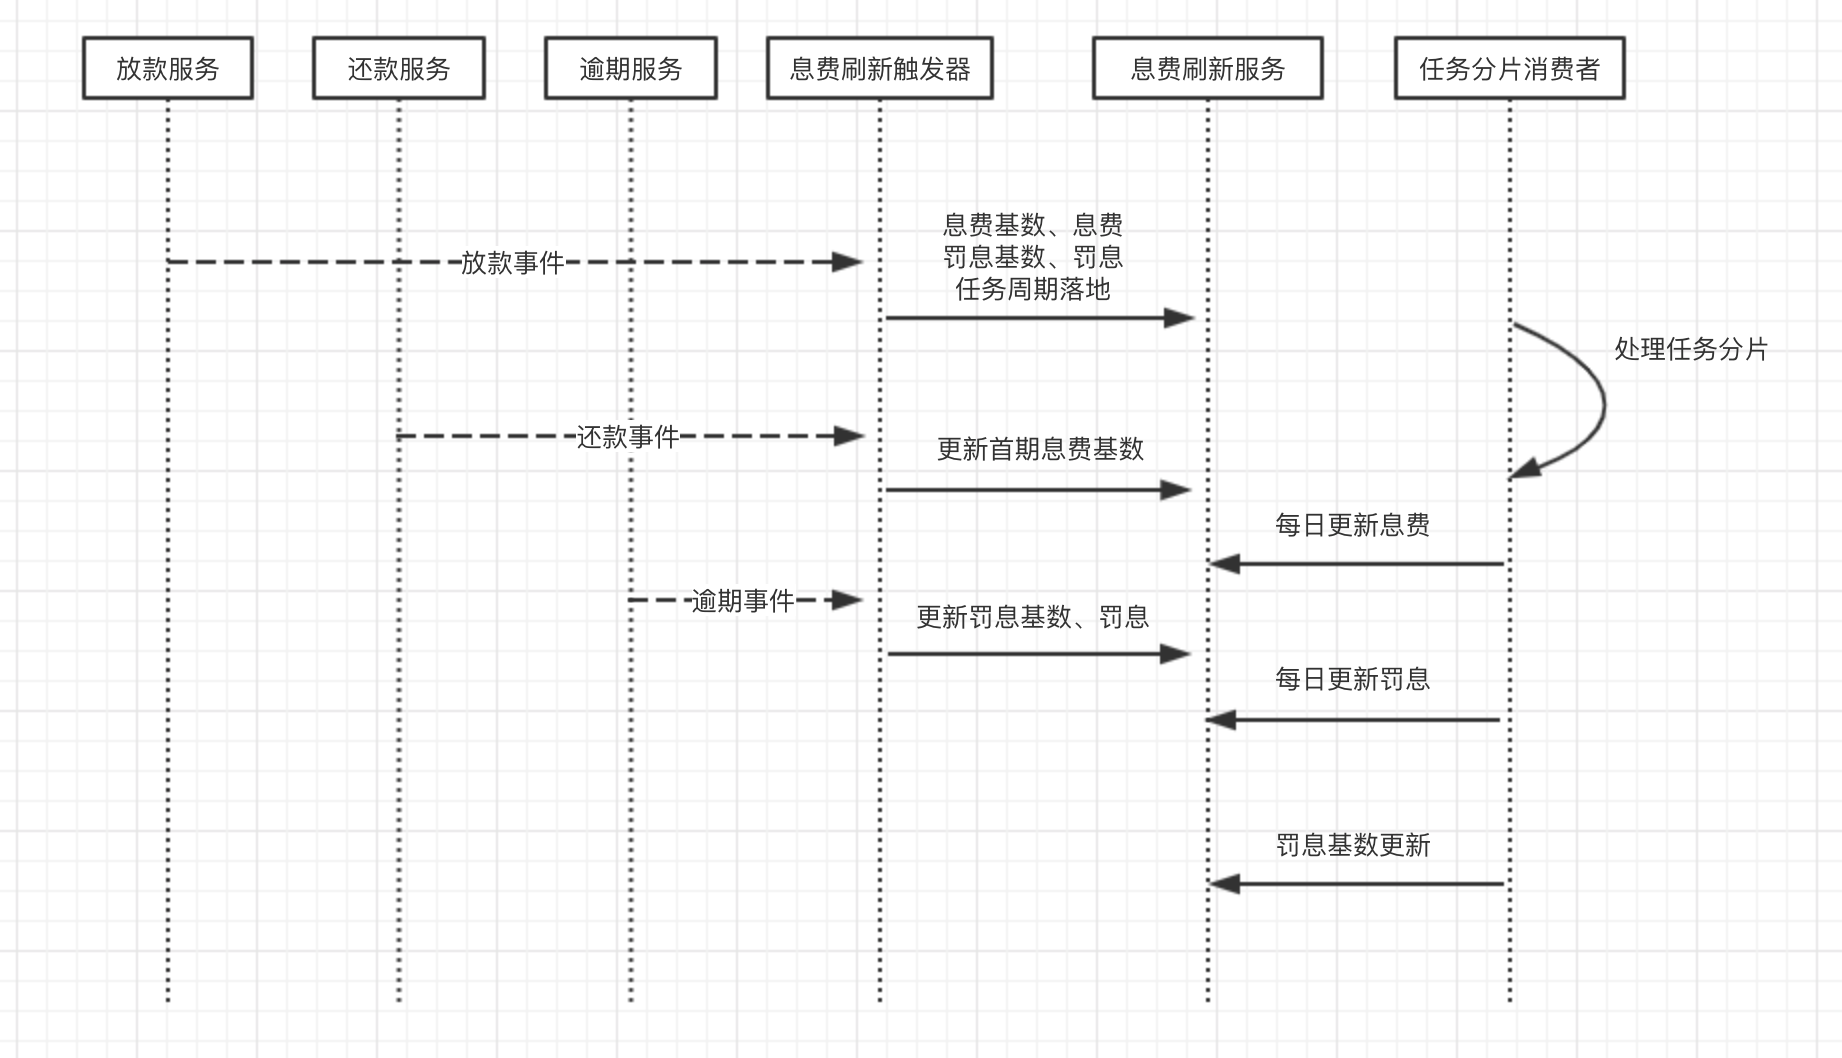 放款服务
还款服务
逾期服务
息费刷新触发器
息费刷新服务
任务分片消费者
息费基数、息费
罚息基数、罚息
任务周期落地
放款事件
处理任务分片
还款事件
更新首期息费基数
每日更新息费
逾期事件
更新罚息基数、罚息
每日更新罚息
罚息基数更新